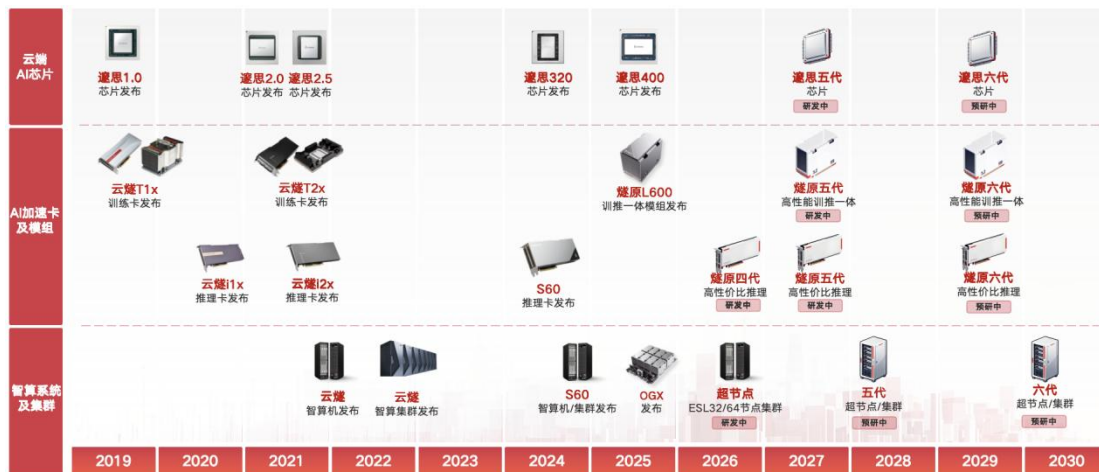 云端
AI芯片
邃思1.0
芯片发布
邃思2.0
芯片发布
邃思2.5
芯片发布
邃思320
芯片发布
邃思400
芯片发布
邃思五代
芯片
研发中
邃思六代
芯片
预研中
AI加速卡
及模组
云燧T1x
训练卡发布
云燧T2x
训练卡发布
燧原L600
训推一体模组发布
燧原五代
高性能训推一体
研发中
燧原六代
高性能训推一体
预研中
云燧i1x
推理卡发布
云燧i2x
推理卡发布
S60
推理卡发布
燧原四代
高性价比推理
研发中
燧原五代
高性价比推理
研发中
燧原六代
高性价比推理
预研中
智算系统
及集群
云燧
智算机发布
云燧
智算集群发布
S60
智算机/集群发布
OGX
发布
超节点
ESL32/64节点集群
研发中
五代
超节点/集群
预研中
六代
超节点/集群
预研中
2019
2020
2021
2022
2023
2024
2025
2026
2027
2028
2029
2030